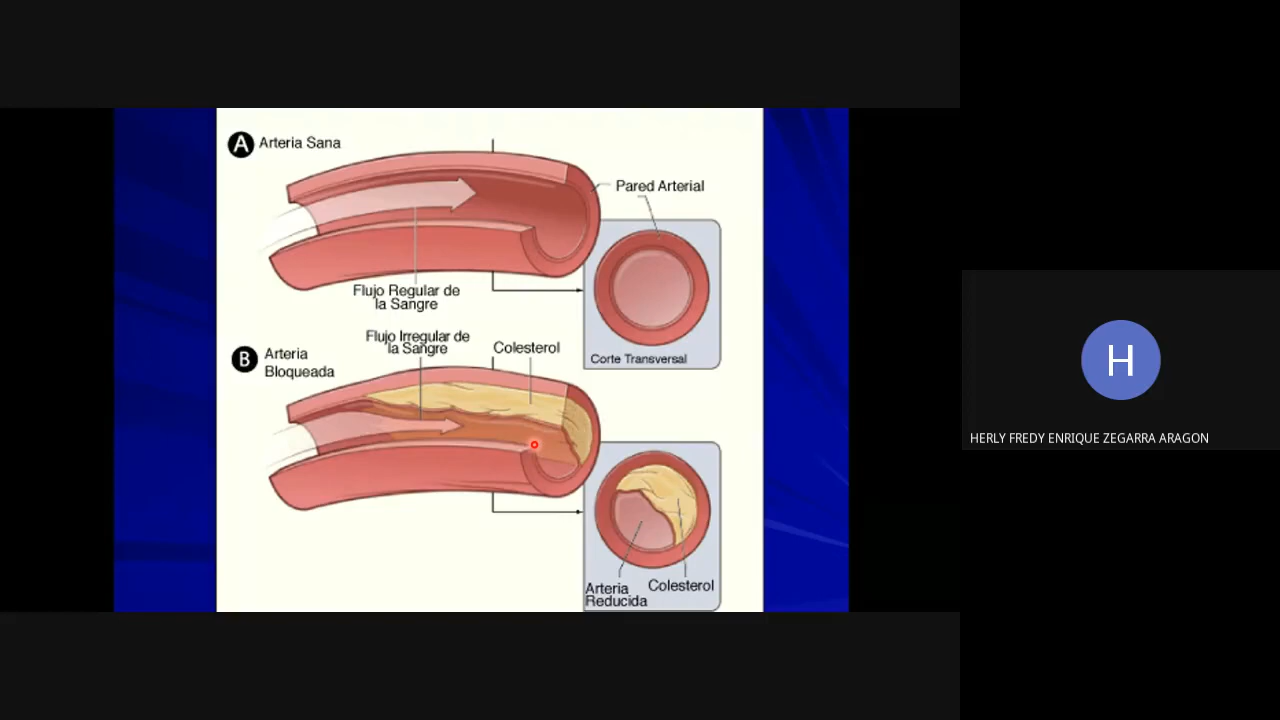 A Arteria Sana
Pared Arterial
Flujo Regular de
la Sangre
Corte Transversal
Flujo Irregular de
la Sangre
Colesterol
B Arteria
Bloqueada
Arteria
Reducida
Colesterol
H
HERLY FREDY ENRIQUE ZEGARRA ARAGON